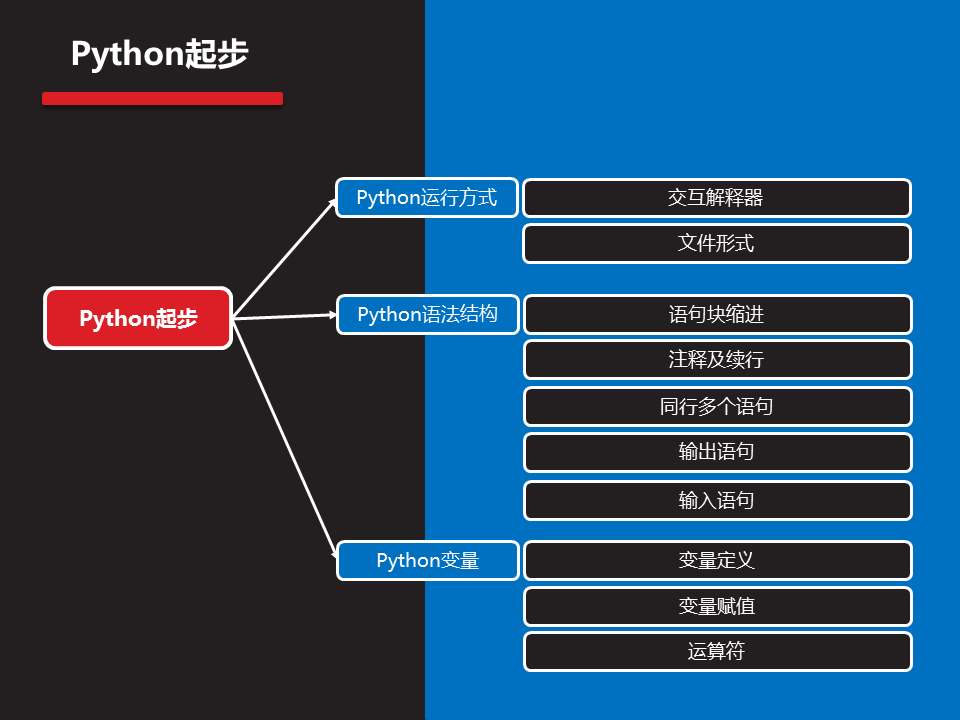 Python起步
Python运行方式
交互解释器
文件形式
Python起步
Python语法结构
语句块缩进
注释及续行
同行多个语句
输出语句
输入语句
Python变量
变量定义
变量赋值
运算符